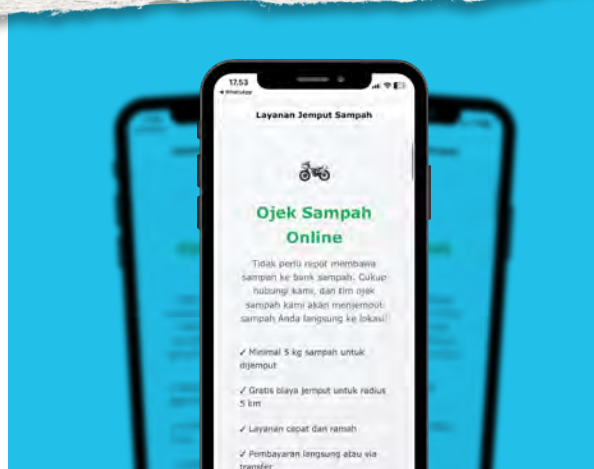 17.53
WhatsApp
Layanan Jemput Sampah
Ojek Sampah
Online
Tidak perlu repot membawa
sampah ke bank sampah. Cukup
hubungi kami, dan tim ojek
sampah kami akan menjemput
sampah Anda langsung ke lokasi!
✓ Minimal 5 kg sampah untuk
dijemput
✓ Gratis biaya jemput untuk radius
5 km
✓ Layanan cepat dan ramah
✓ Pembayaran langsung atau via
transfer